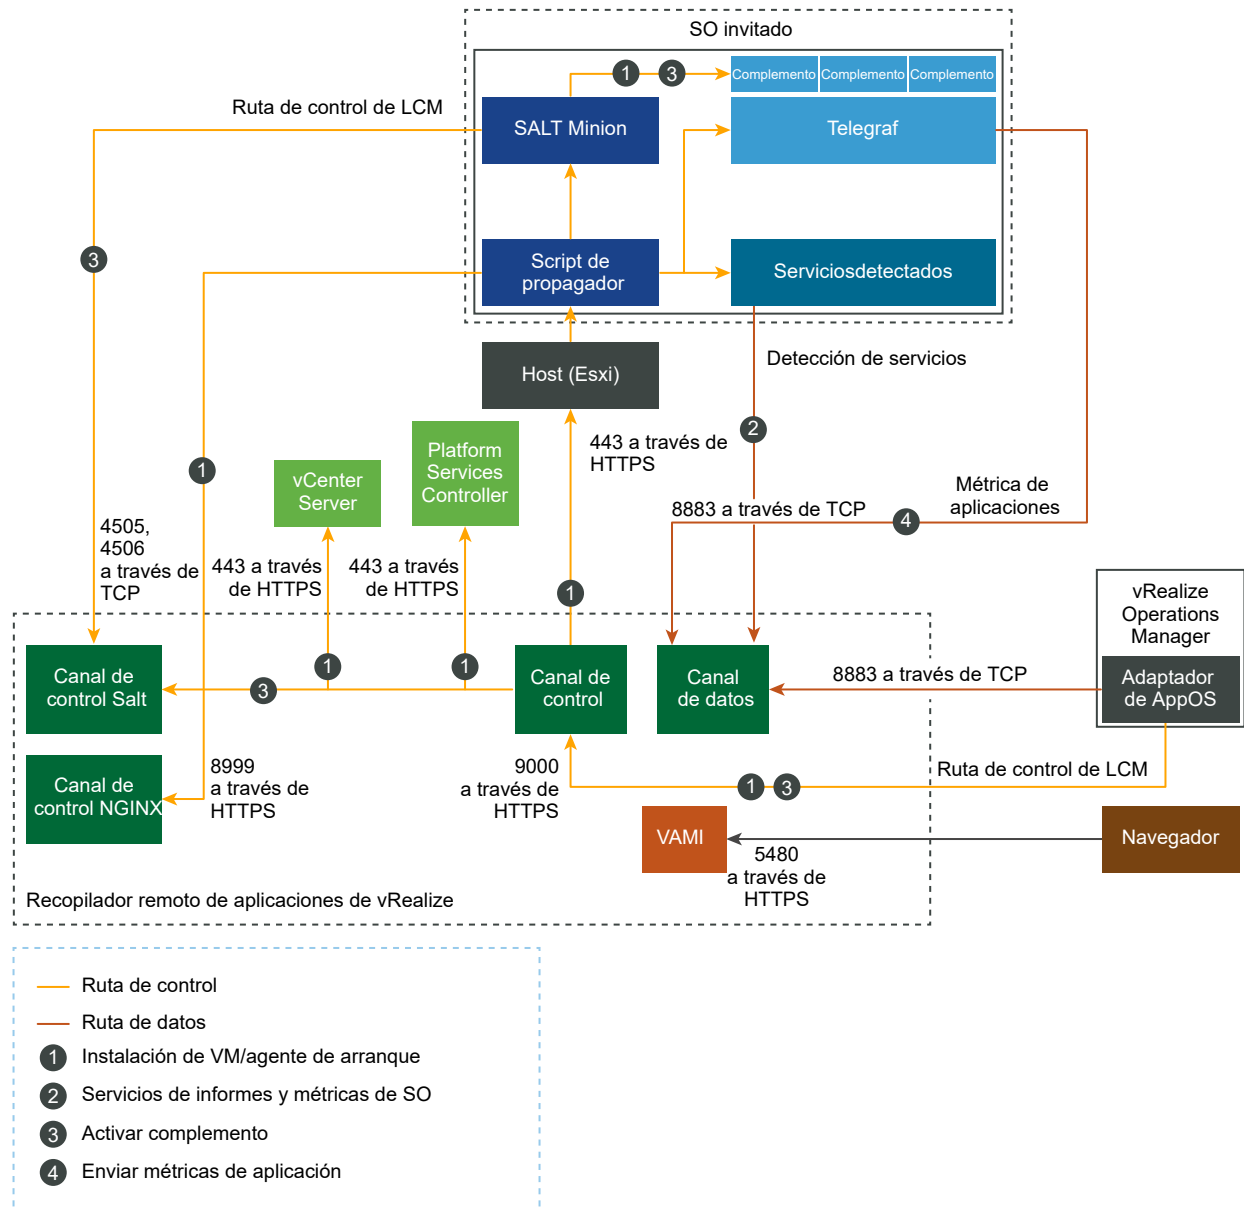 SO invitado
Complemento Complemento Complemento
1 3
Ruta de control de LCM
SALT Minion
Telegraf
3
Script de
propagador
Serviciosdetectados
Host (Esxi)
Detección de servicios
2
443 a través de
HTTPS
1
vCenter
Server
Platform
Services
Controller
Métrica de
aplicaciones
8883 a través de TCP
4
4505,
4506
a través de
TCP
443 a través
de HTTPS
443 a través
de HTTPS
1
vRealize
Operations
Manager
Adaptador
de AppOS
Canal de
control Salt
3
1
1
Canal de
control
Canal
de datos
8883 a través de TCP
Canal de
control NGINX
8999
a través de
HTTPS
9000
a través de
HTTPS
Ruta de control de LCM
1 3
VAMI
5480
a través de
HTTPS
Navegador
Recopilador remoto de aplicaciones de vRealize
Ruta de control
Ruta de datos
1 Instalación de VM/agente de arranque
2 Servicios de informes y métricas de SO
3 Activar complemento
4 Enviar métricas de aplicación